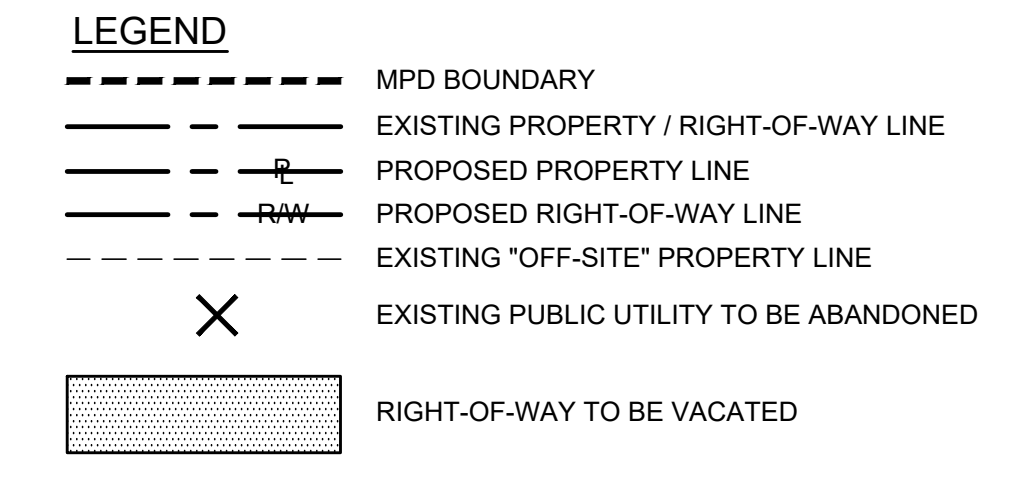 LEGEND
MPD BOUNDARY
EXISTING PROPERTY / RIGHT-OF-WAY LINE
PL PROPOSED PROPERTY LINE
R/W PROPOSED RIGHT-OF-WAY LINE
EXISTING "OFF-SITE" PROPERTY LINE
EXISTING PUBLIC UTILITY TO BE ABANDONED
RIGHT-OF-WAY TO BE VACATED